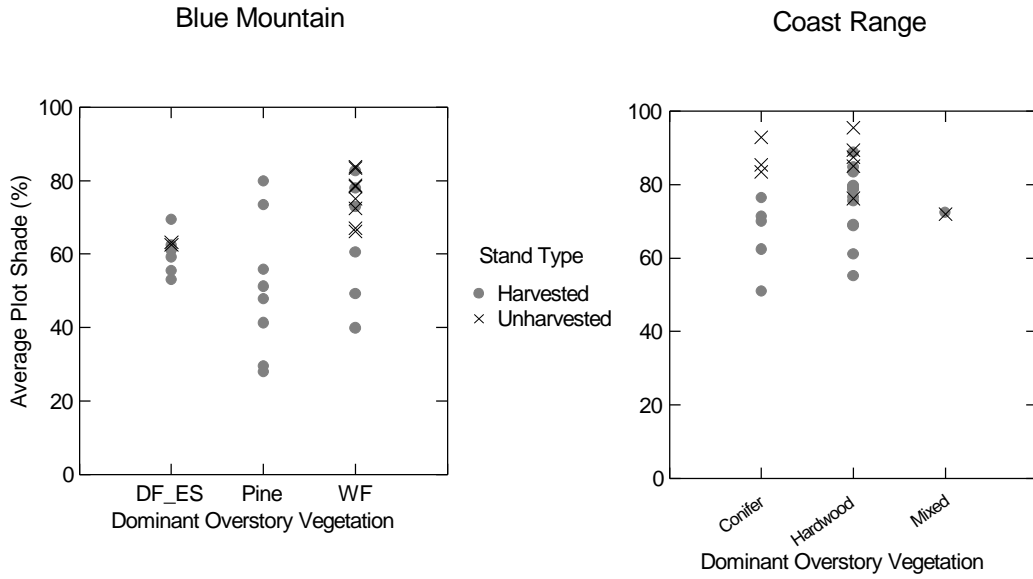 Blue Mountain
Coast Range
Average Plot Shade (%)
100
80
60
40
20
0
DF_ES Pine WF
Dominant Overstory Vegetation
Stand Type
Harvested
Unharvested
100
80
60
40
20
0
Conifer Hardwood Mixed
Dominant Overstory Vegetation